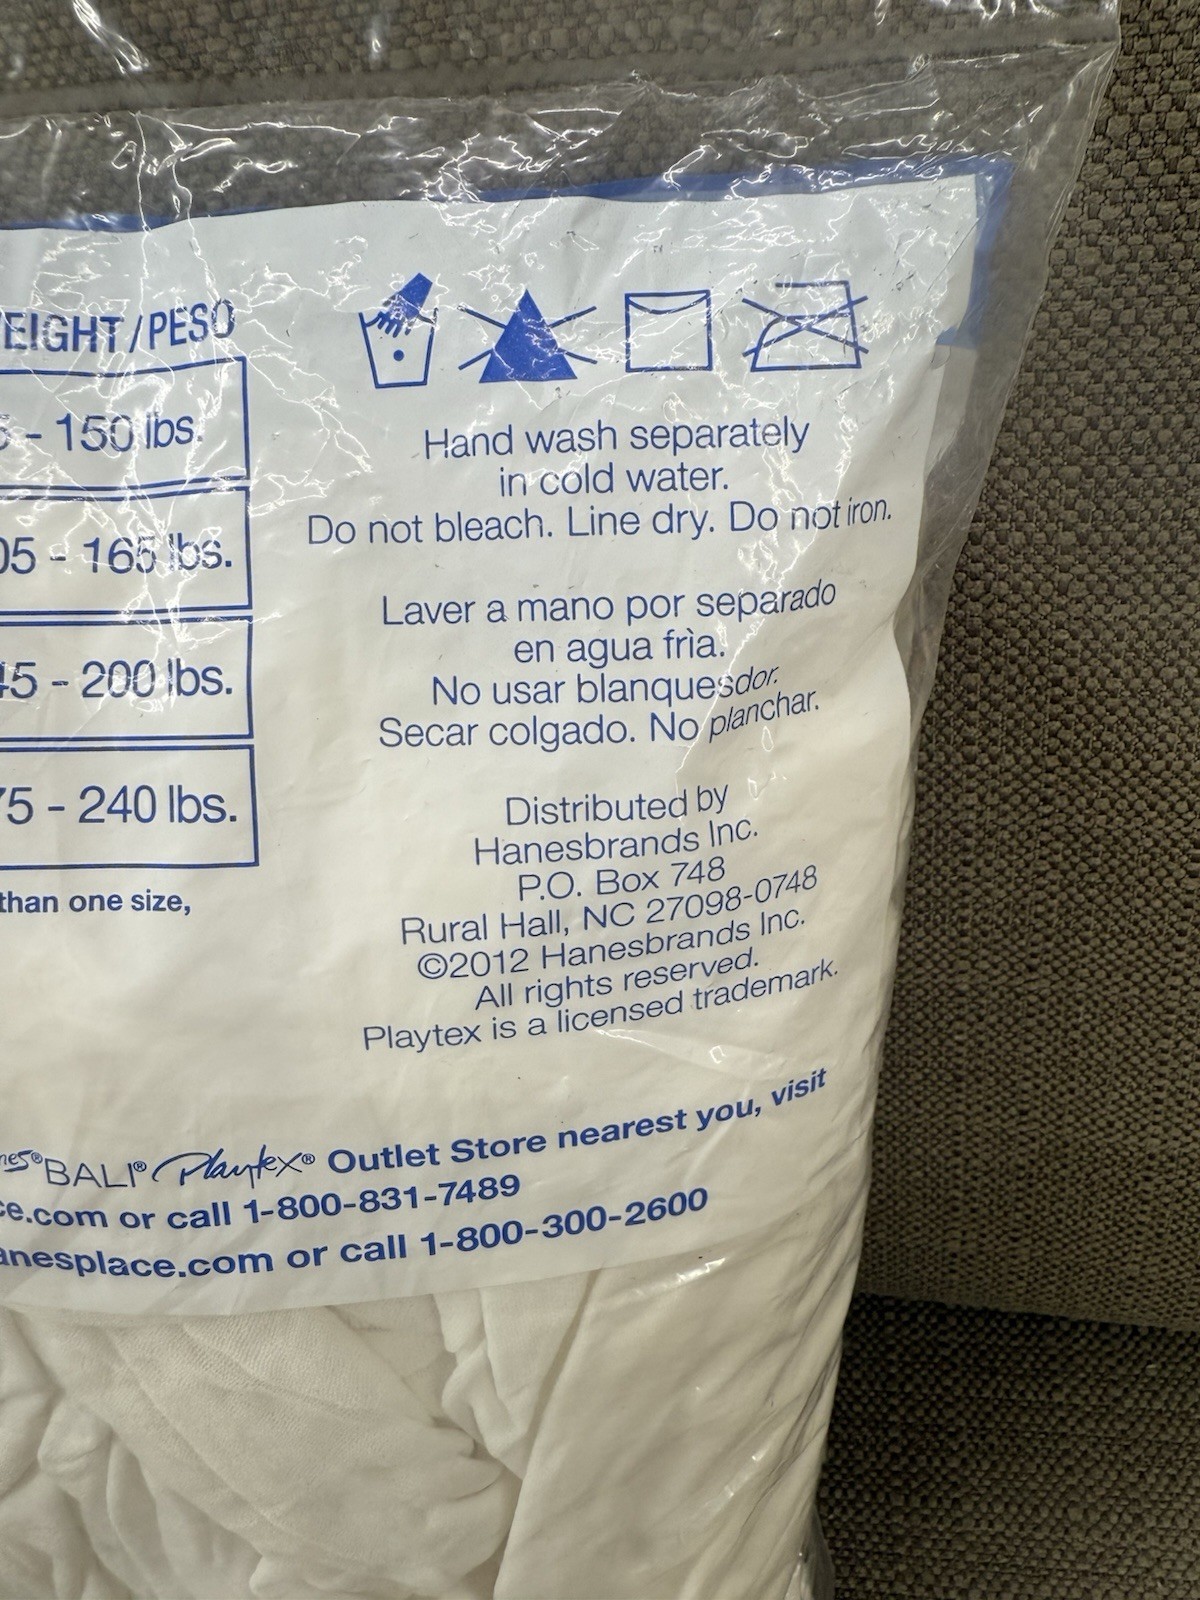 WEIGHT/PESO
- 150 lbs.
05 - 165 lbs.
45 - 200 lbs.
75 - 240 lbs.
than one size,
Hand wash separately
in cold water.
Do not bleach. Line dry. Do not iron.
Laver a mano por separado
en agua frìa.
No usar blanquesdor.
Secar colgado. No planchar.
Distributed by
Hanesbrands Inc.
P.O. Box 748
Rural Hall, NC 27098-0748
©2012 Hanesbrands Inc.
All rights reserved.
Playtex is a licensed trademark.
nes® BALI® Playtex® Outlet Store nearest you, visit
ce.com or call 1-800-831-7489
anesplace.com or call 1-800-300-2600